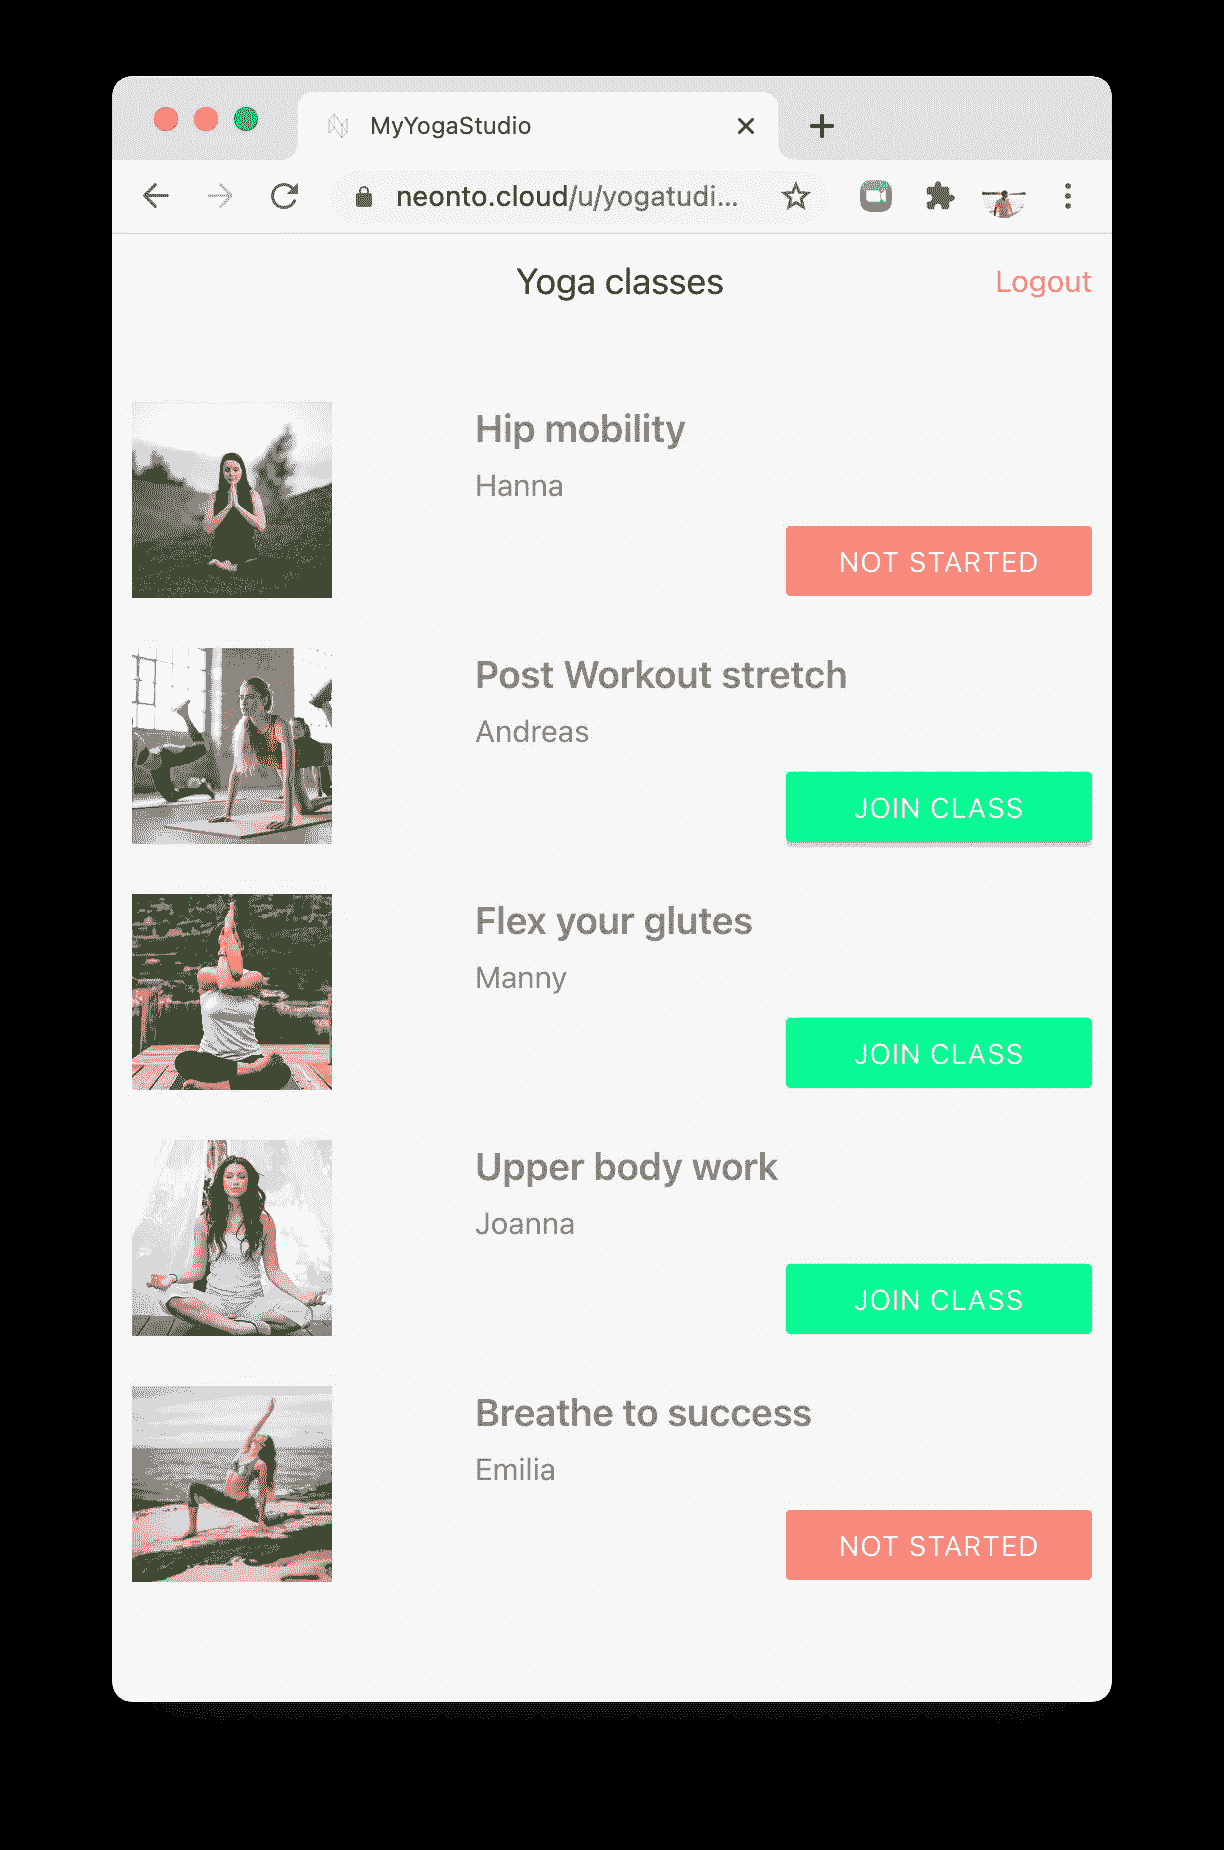 MyYogaStudio
neonto.cloud/u/yogatudi...
Yoga classes
Logout
Hip mobility
Hanna
NOT STARTED
Post Workout stretch
Andreas
JOIN CLASS
Flex your glutes
Manny
JOIN CLASS
Upper body work
Joanna
JOIN CLASS
Breathe to success
Emilia
NOT STARTED